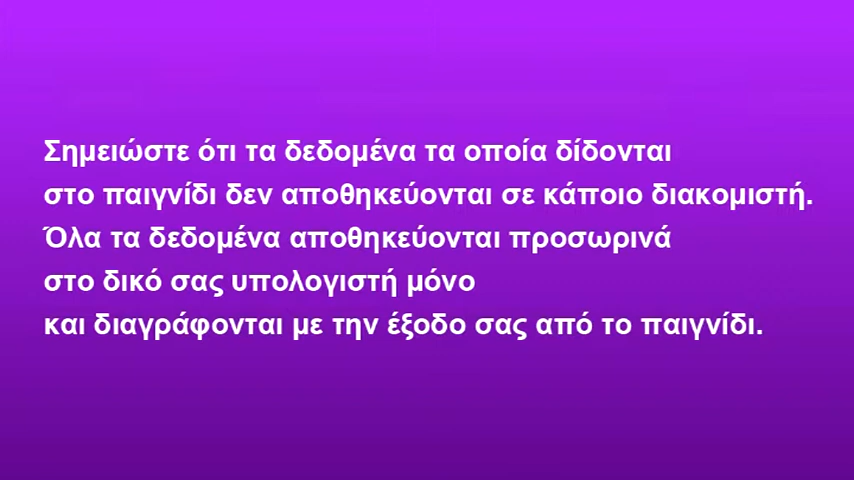 Σημειώστε ότι τα δεδομένα τα οποία δίδονται
στο παιγνίδι δεν αποθηκεύονται σε κάποιο διακομιστή.
Όλα τα δεδομένα αποθηκεύονται προσωρινά
στο δικό σας υπολογιστή μόνο
και διαγράφονται με την έξοδο σας από το παιγνίδι.